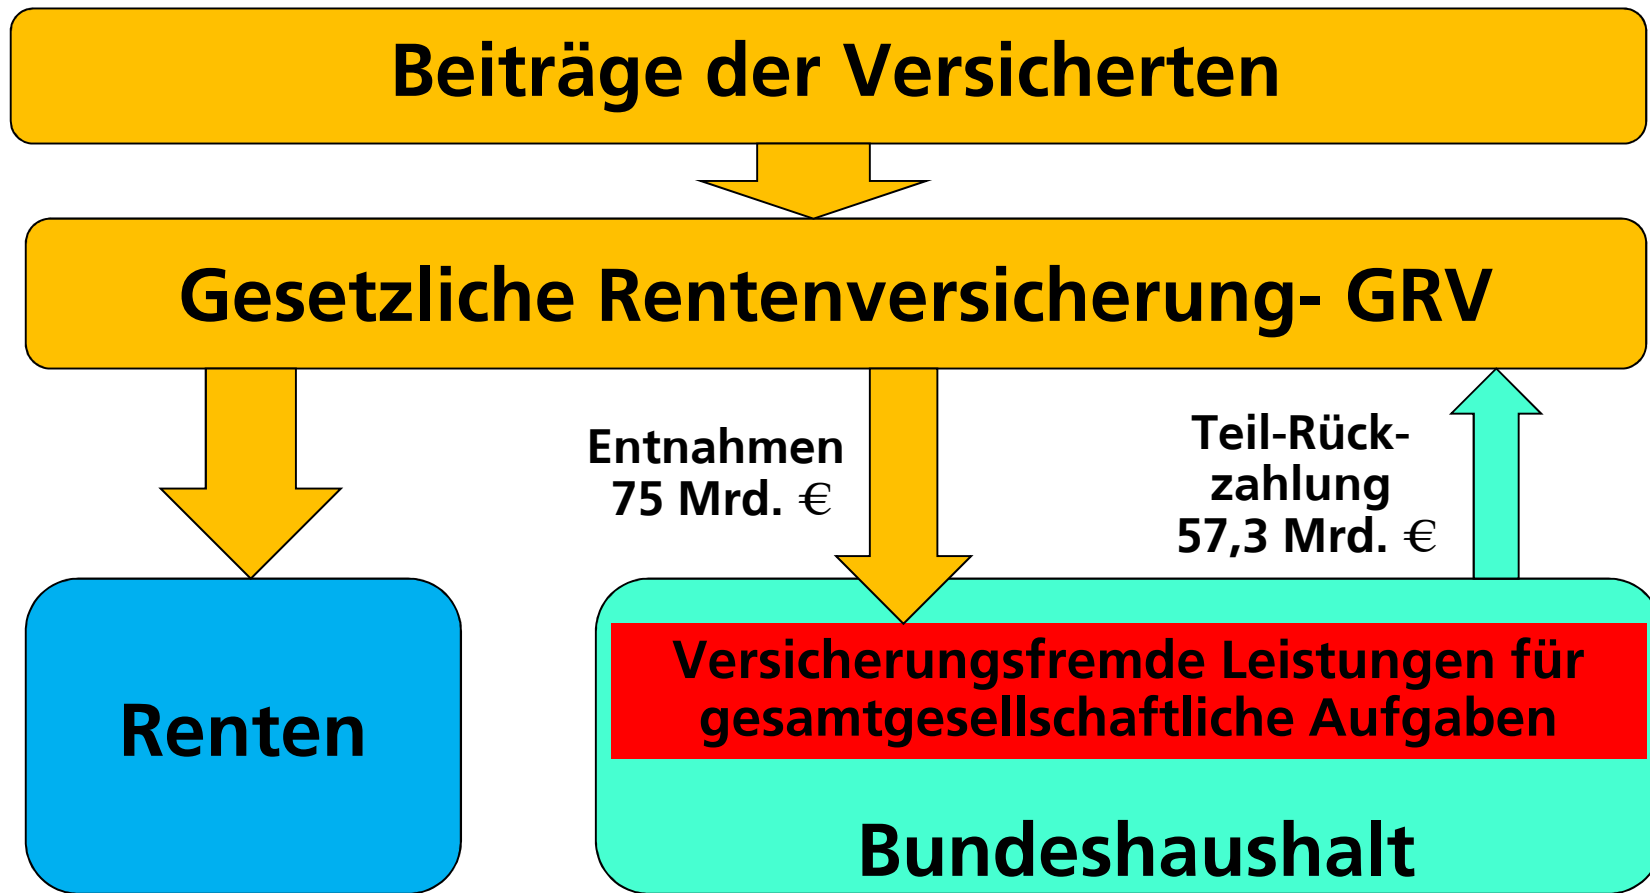 Beiträge der Versicherten
Gesetzliche Rentenversicherung- GRV
Entnahmen
75 Mrd. €
Teil-Rück-
zahlung
57,3 Mrd. €
Renten
Versicherungsfremde Leistungen für
gesamtgesellschaftliche Aufgaben
Bundeshaushalt